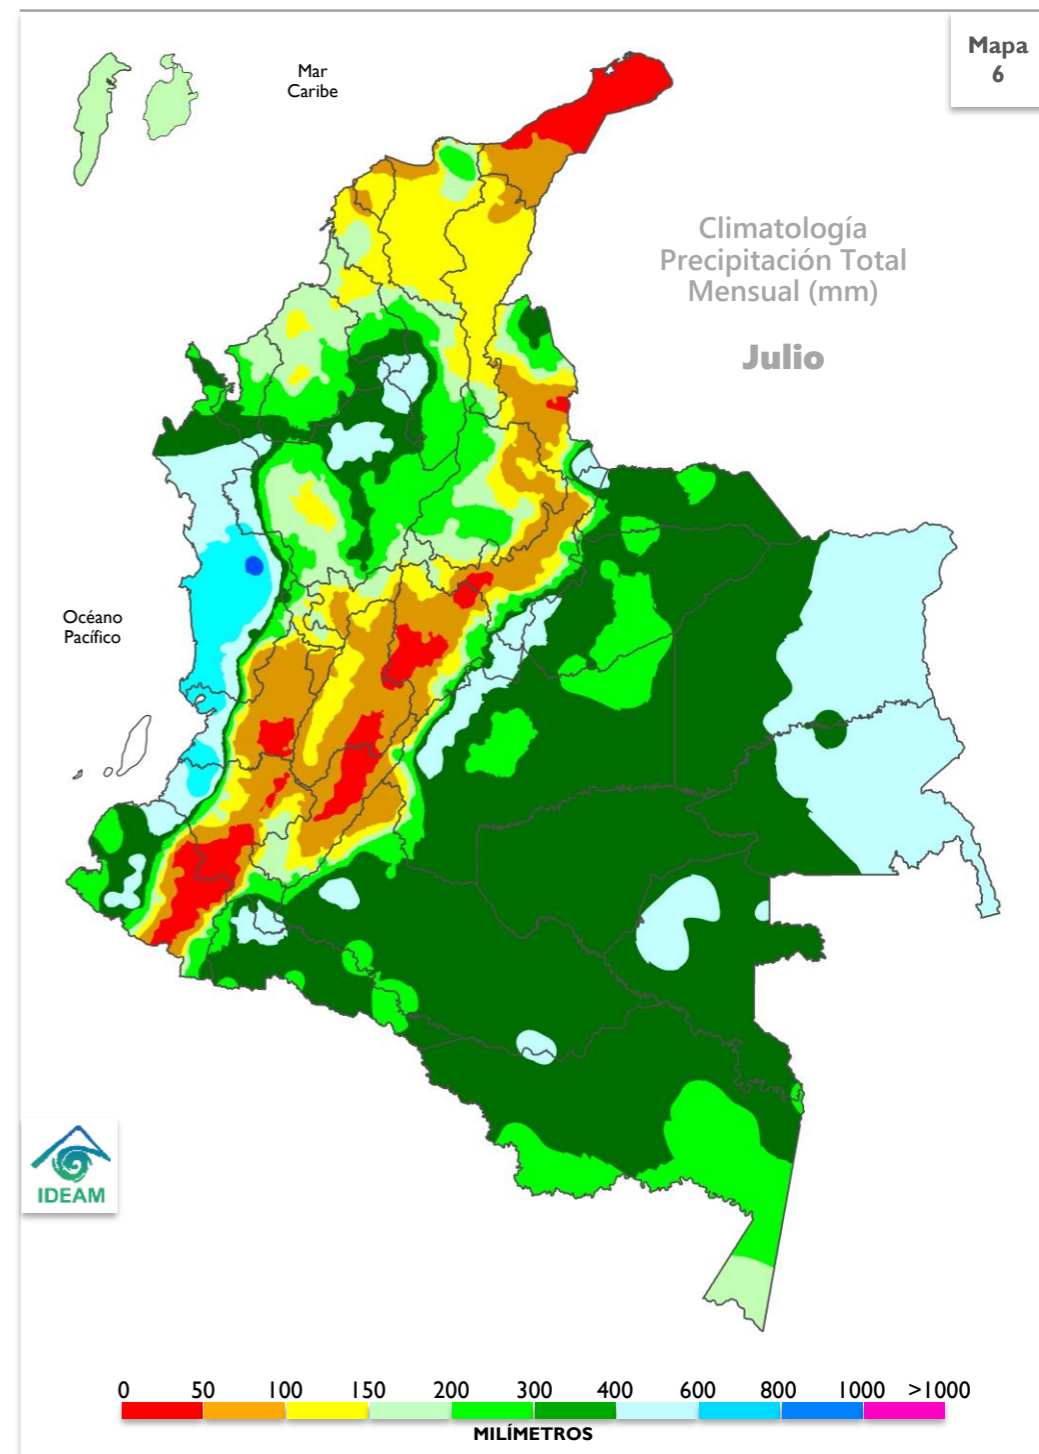 Mapa
6
Mar
Caribe
Climatología
Precipitación Total
Mensual (mm)
Julio
Océano
Pacífico
IDEAM
0 50 100 150 200 300 400 600 800 1000 >1000
MILÍMETROS